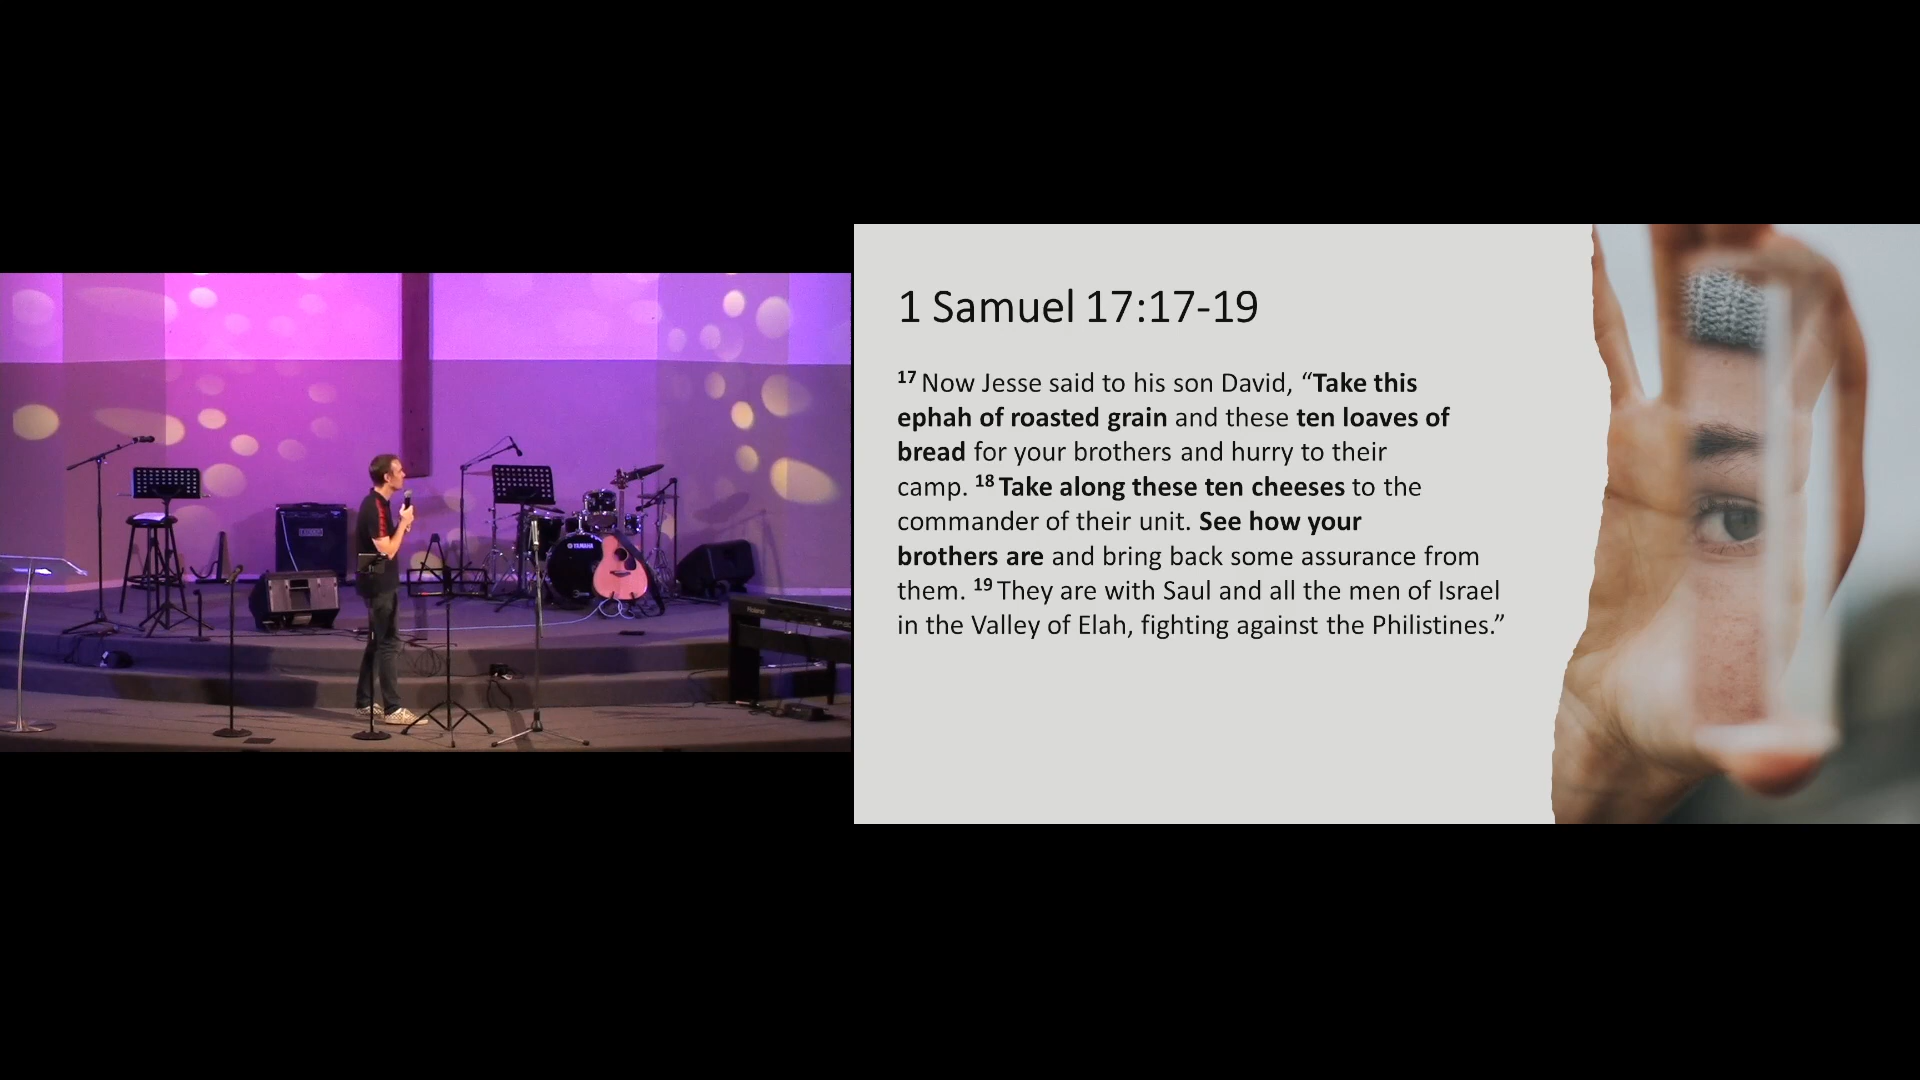 1 Samuel 17:17-19
17 Now Jesse said to his son David, “Take this
ephah of roasted grain and these ten loaves of
bread for your brothers and hurry to their
camp. 18 Take along these ten cheeses to the
commander of their unit. See how your
brothers are and bring back some assurance from
them. 19 They are with Saul and all the men of Israel
in the Valley of Elah, fighting against the Philistines.”
YAMAHA
Roland